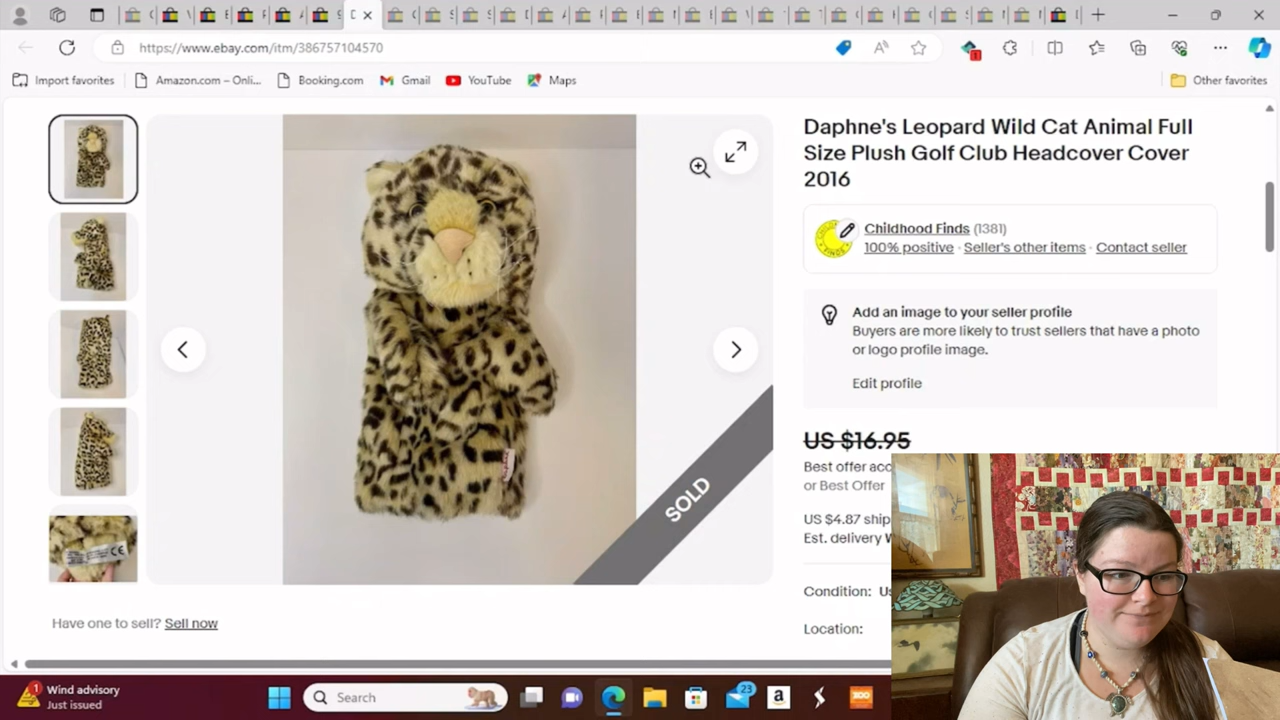 https://www.ebay.com/itm/386757104570
Import favorites
Amazon.com – Onli...
Booking.com
Gmail
YouTube
Maps
Other favorites
Daphne's Leopard Wild Cat Animal Full
Size Plush Golf Club Headcover Cover
2016
Childhood Finds (1381)
100% positive · Seller's other items · Contact seller
Add an image to your seller profile
Buyers are more likely to trust sellers that have a photo
or logo profile image.
Edit profile
US $16.95
Best offer acc
or Best Offer
US $4.87 ship
Est. delivery W
Condition:
Location:
SOLD
CE
Have one to sell? Sell now
1
Wind advisory
Just issued
Search
23